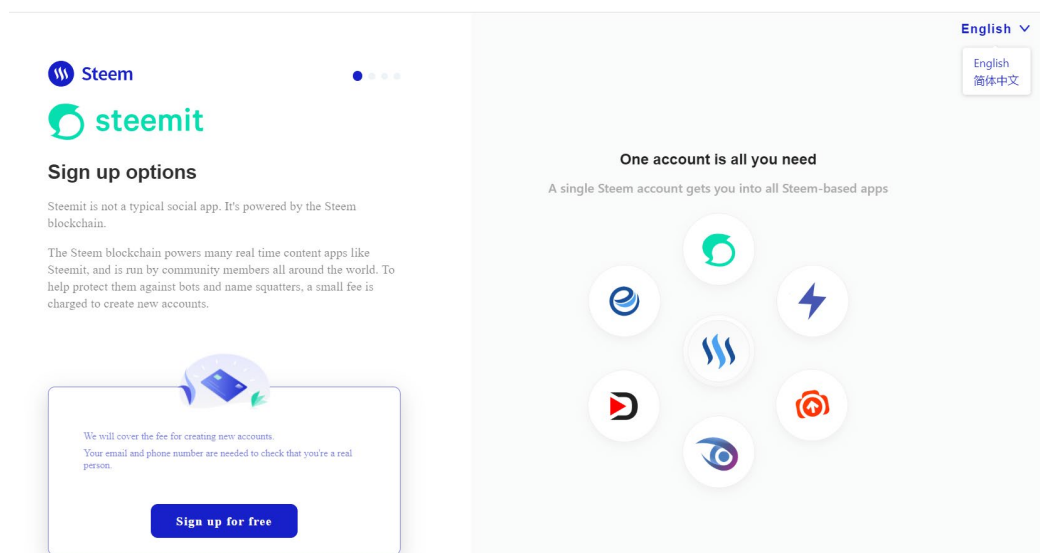 English
English
简体中文
Steem
steemit
Sign up options
Steemit is not a typical social app. It's powered by the Steem
blockchain.
The Steem blockchain powers many real time content apps like
Steemit, and is run by community members all around the world. To
help protect them against bots and name squatters, a small fee is
charged to create new accounts.
We will cover the fee for creating new accounts.
Your email and phone number are needed to check that you're a real
person.
Sign up for free
One account is all you need
A single Steem account gets you into all Steem-based apps